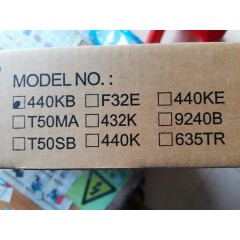 MODEL NO. :
440KB F32E 440KE
T50MA 432K 9240B
T50SB 440K 635TR